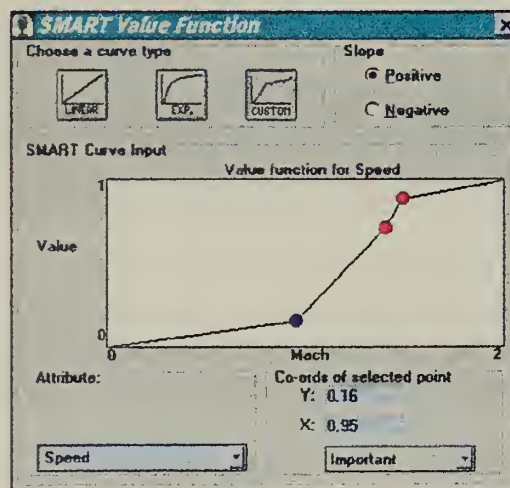 SMART Value Function
Choose a curve type
Slope
LINEAR
EXP.
CUSTOM
Positive
Negative
SMART Curve Input
Value function for Speed
1
Value
0
0
Mach
2
Attribute:
Co-ords of selected point
Y: 0.16
X: 0.95
Speed
Important